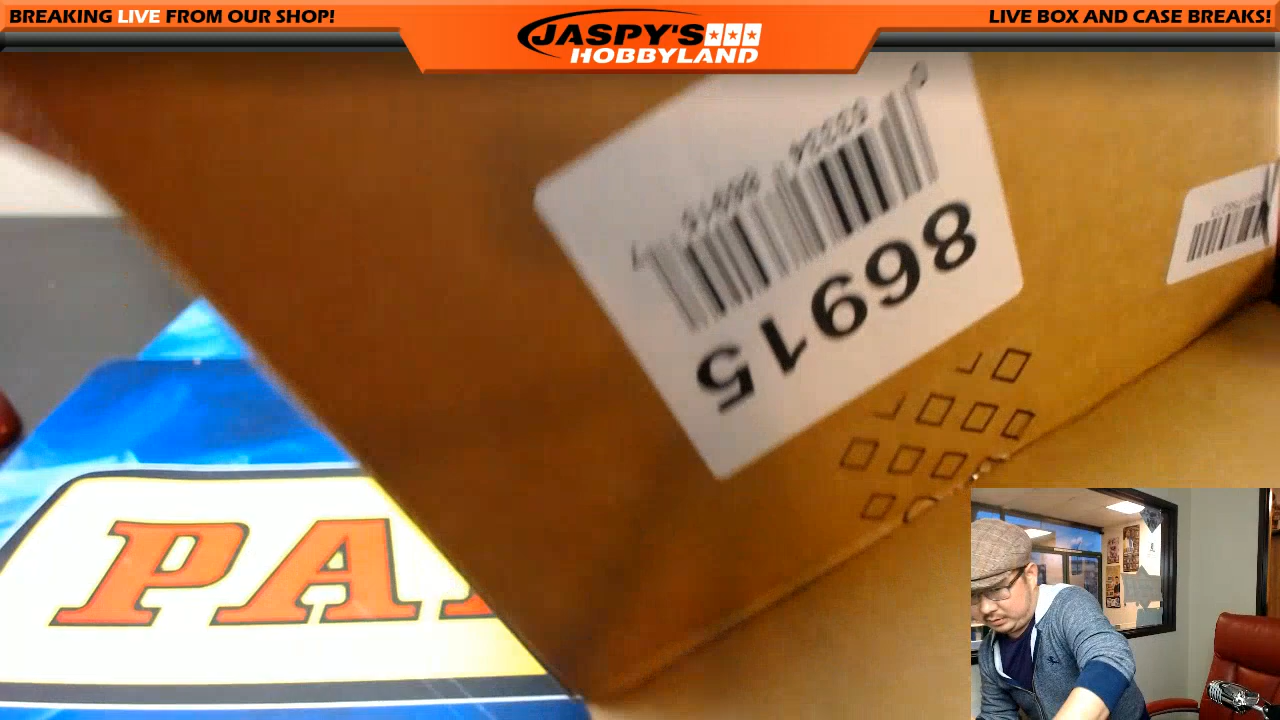 BREAKING LIVE FROM OUR SHOP!
JASPY'S
HOBBYLAND
LIVE BOX AND CASE BREAKS!
86915
PA